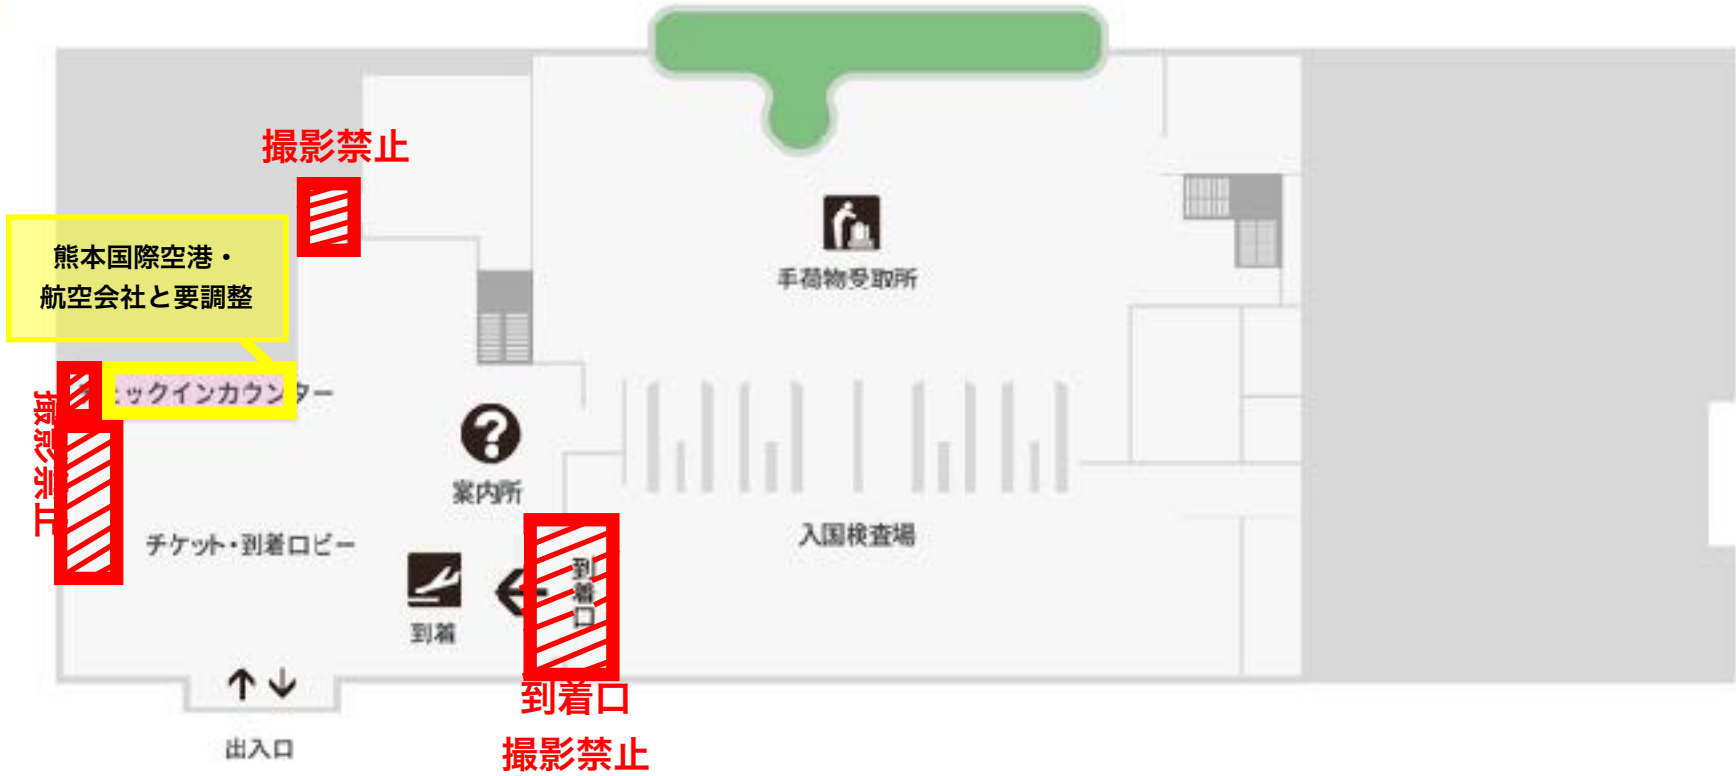 撮影禁止
熊本国際空港・
航空会社と要調整
手荷物受取所
ェックインカウンター
撮影禁止
案内所
チケット・到着ロビー
入国検査場
到着口
到着
到着口
撮影禁止
出入口